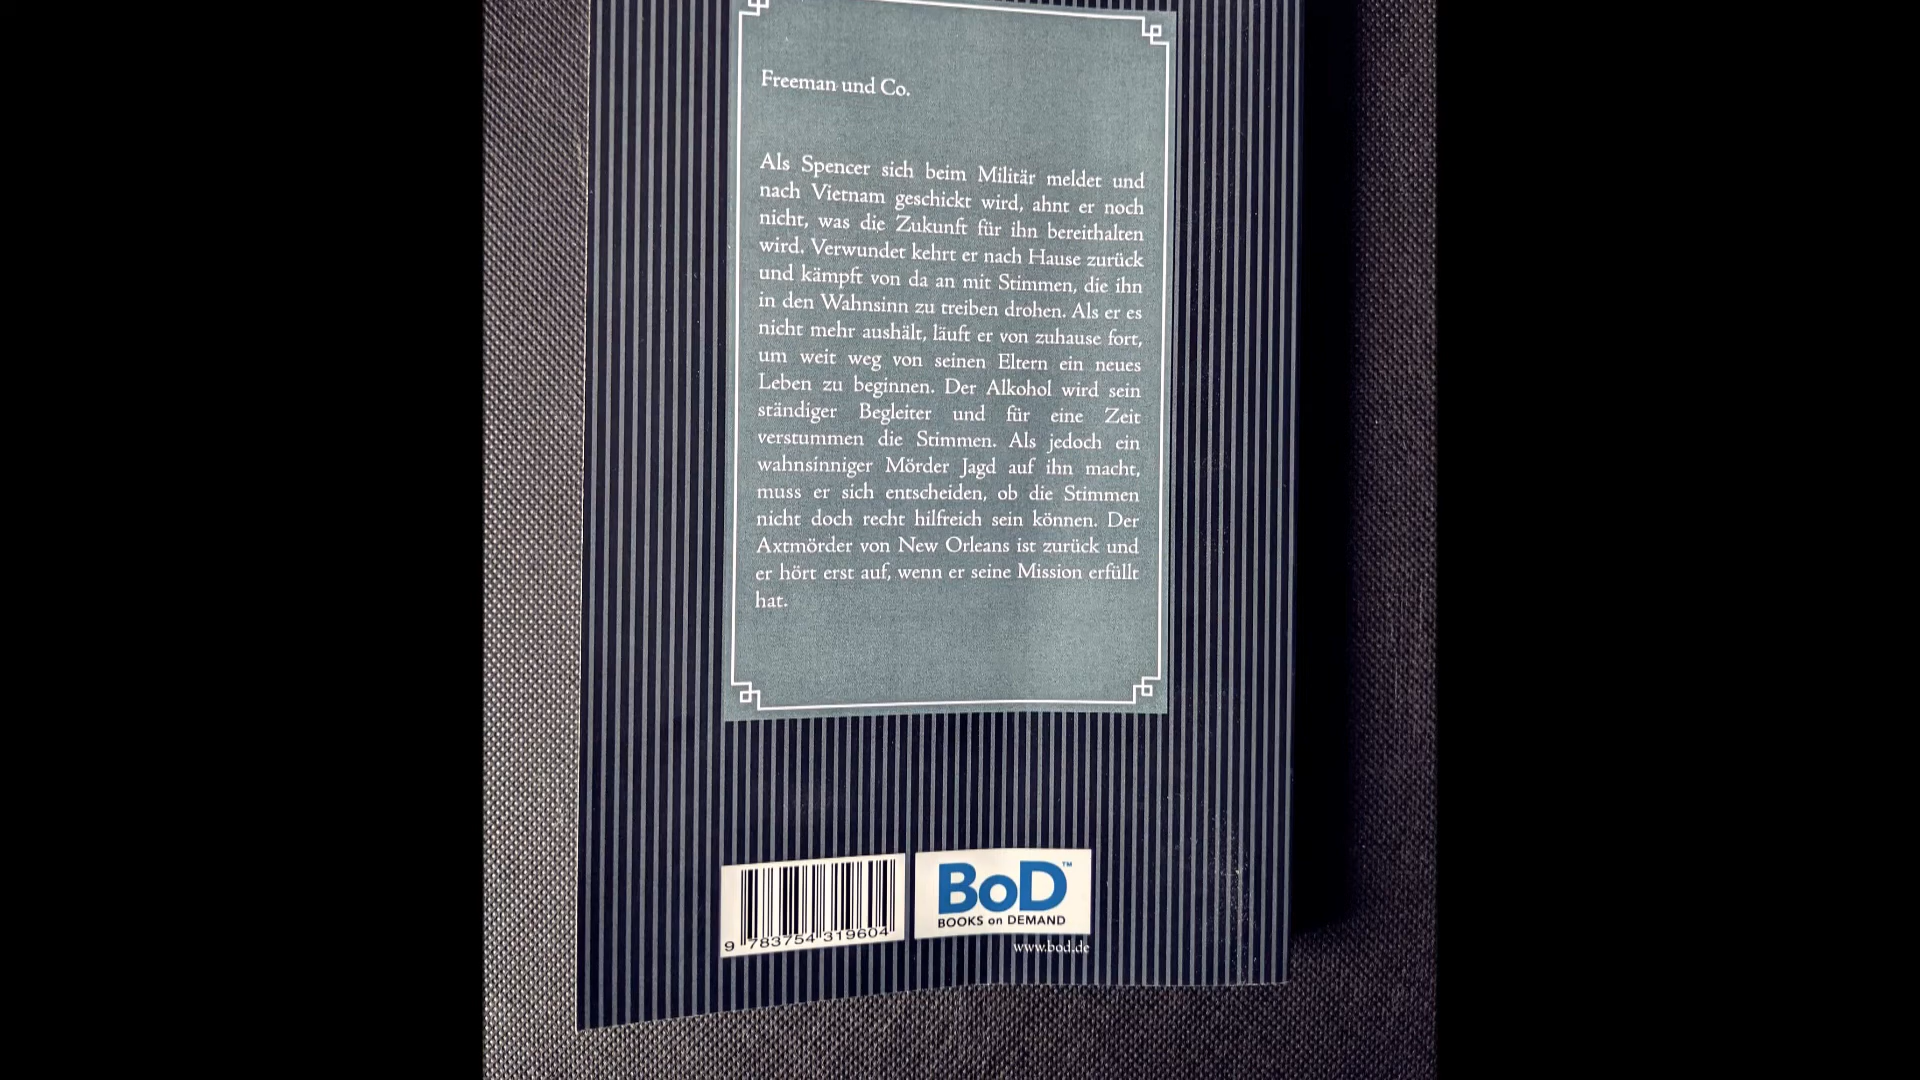 Freeman und Co.
Als Spencer sich beim Militär meldet und
nach Vietnam geschickt wird, ahnt er noch
nicht, was die Zukunft für ihn bereithalten
wird. Verwundet kehrt er nach Hause zurück
und kämpft von da an mit Stimmen, die ihn
in den Wahnsinn zu treiben drohen. Als er es
nicht mehr aushält, läuft er von zuhause fort,
um weit weg von seinen Eltern ein neues
Leben zu beginnen. Der Alkohol wird sein
ständiger Begleiter und für eine Zeit
verstummen die Stimmen. Als jedoch ein
wahnsinniger Mörder Jagd auf ihn macht,
muss er sich entscheiden, ob die Stimmen
nicht doch recht hilfreich sein können. Der
Axtmörder von New Orleans ist zurück und
er hört erst auf, wenn er seine Mission erfüllt
hat.
9 783754 319604
BoD™
BOOKS on DEMAND
www.bod.de